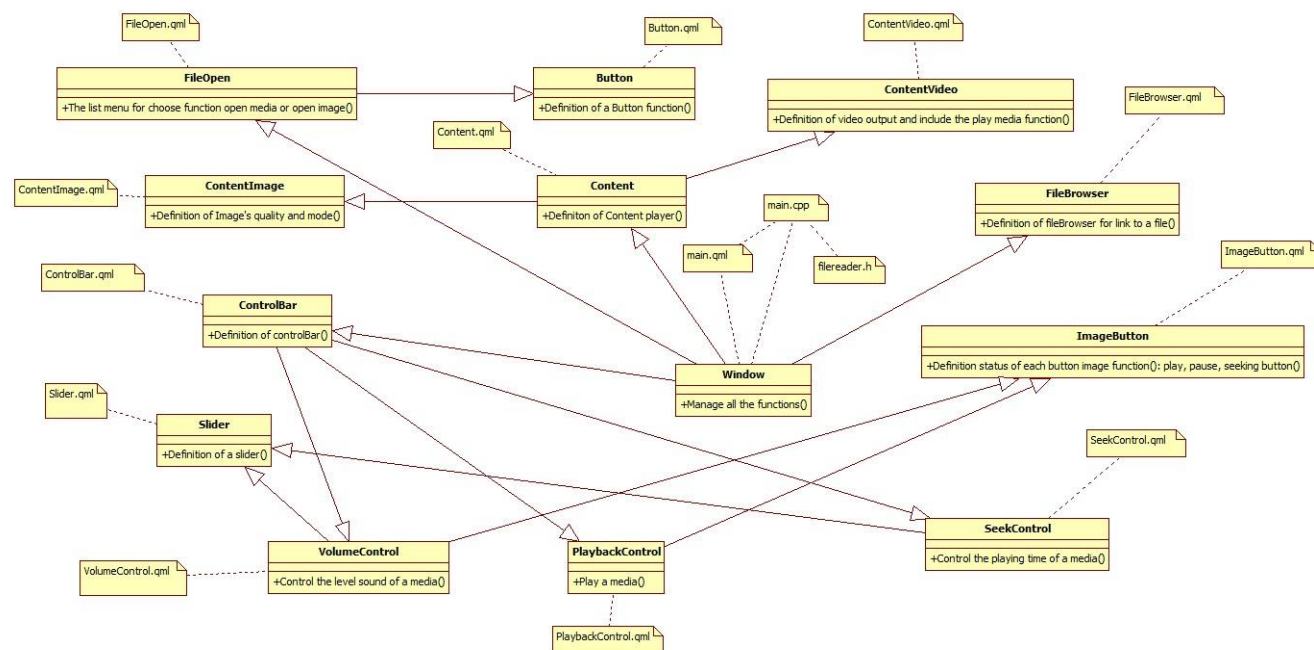 FileOpen.qml
Button.qml
ContentVideo.qml
FileOpen
+The list menu for choose function open media or open image()
Button
+Definition of a Button function()
ContentVideo
+Definition of video output and include the play media function()
FileBrowser.qml
Content.qml
ContentImage.qml
ContentImage
+Definition of Image's quality and mode()
Content
+Definiton of Content player()
FileBrowser
+Definition of fileBrowser for link to a file()
main.cpp
main.qml
filereader.h
ImageButton.qml
ControlBar.qml
ControlBar
+Definition of controlBar()
ImageButton
+Definition status of each button image function(): play, pause, seeking button()
Window
+Manage all the functions()
Slider.qml
Slider
+Definition of a slider()
SeekControl.qml
SeekControl
+Control the playing time of a media()
VolumeControl.qml
VolumeControl
+Control the level sound of a media()
PlaybackControl
+Play a media()
PlaybackControl.qml